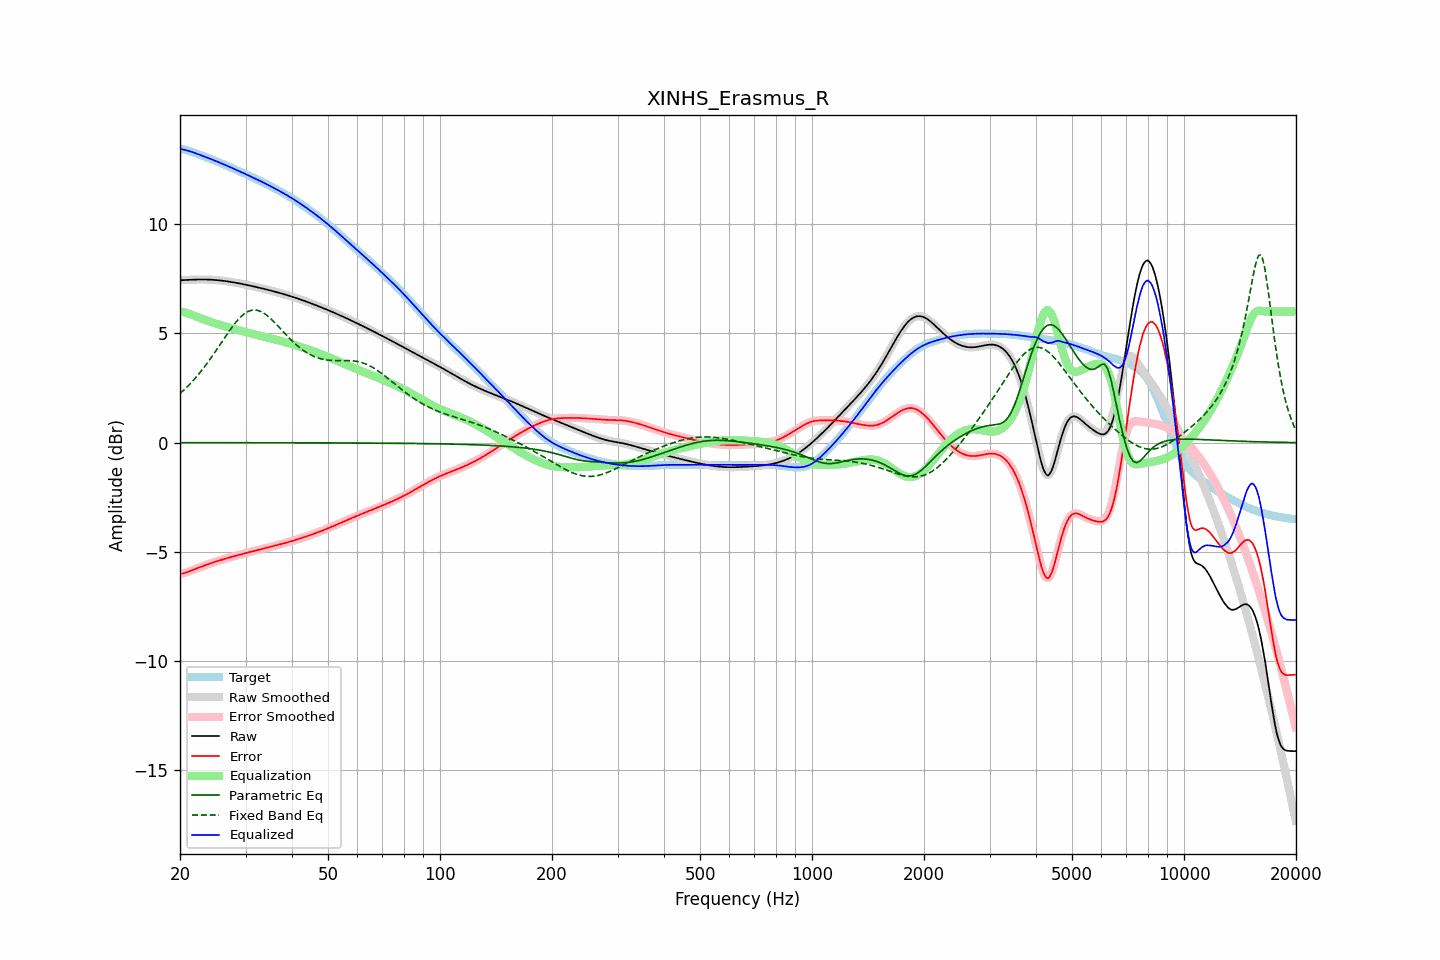 XINHS_Erasmus_R
Amplitude (dBr)
10
5
0
−5
−10
−15
Target
Raw Smoothed
Error Smoothed
Raw
Error
Equalization
Parametric Eq
Fixed Band Eq
Equalized
20 50 100 200 500 1000 2000 5000 10000 20000
Frequency (Hz)